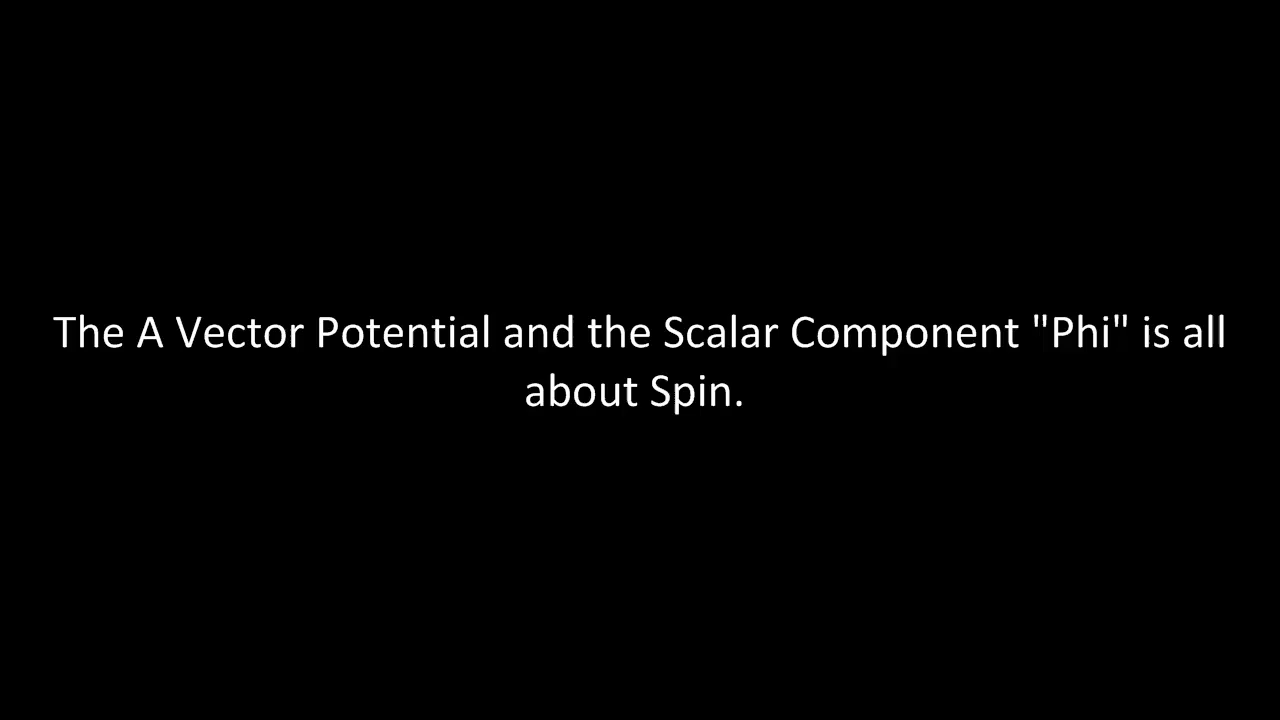 The A Vector Potential and the Scalar Component "Phi" is all
about Spin.